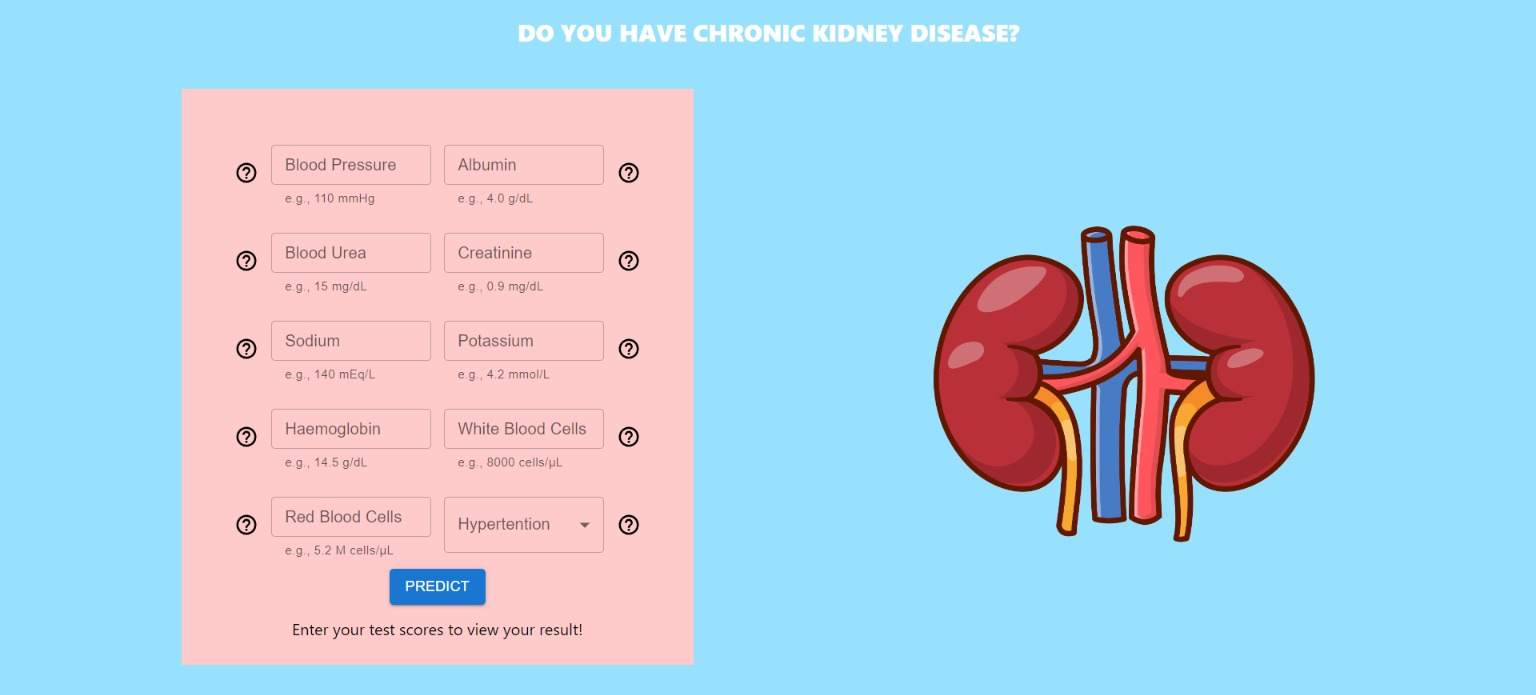 DO YOU HAVE CHRONIC KIDNEY DISEASE?
Blood Pressure
e.g., 110 mmHg
Albumin
e.g., 4.0 g/dL
Blood Urea
e.g., 15 mg/dL
Creatinine
e.g., 0.9 mg/dL
Sodium
e.g., 140 mEq/L
Potassium
e.g., 4.2 mmol/L
Haemoglobin
e.g., 14.5 g/dL
White Blood Cells
e.g., 8000 cells/µL
Red Blood Cells
e.g., 5.2 M cells/µL
Hypertention
PREDICT
Enter your test scores to view your result!